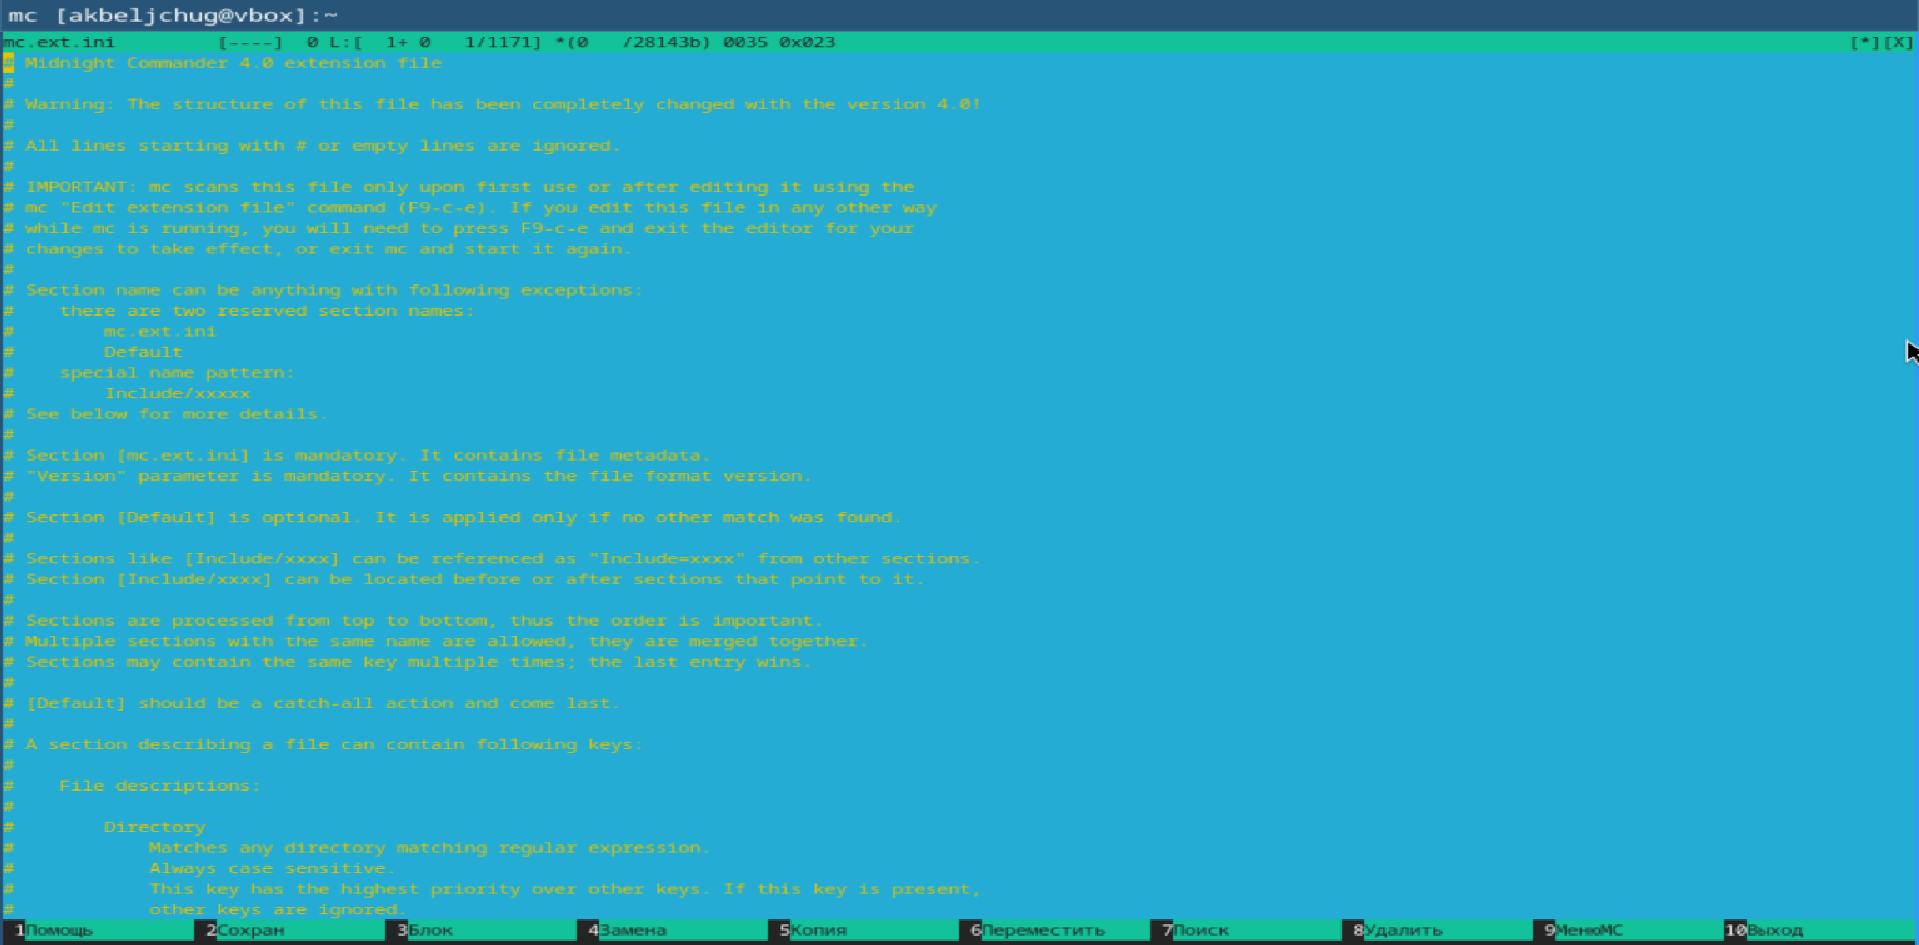 mc [akbeljchug@vbox]:~
mc.ext.ini [----] 0 L:[ 1+ 0 1/1171] *(0 /28143b) 0035 0x023 [*][X]
# Midnight Commander 4.0 extension file
#
# Warning: The structure of this file has been completely changed with the version 4.0!
#
# All lines starting with # or empty lines are ignored.
#
# IMPORTANT: mc scans this file only upon first use or after editing it using the
# mc "Edit extension file" command (F9-c-e). If you edit this file in any other way
# while mc is running, you will need to press F9-c-e and exit the editor for your
# changes to take effect, or exit mc and start it again.
#
# Section name can be anything with following exceptions:
# there are two reserved section names:
# mc.ext.ini
# Default
# special name pattern:
# Include/xxxxx
# See below for more details.
#
# Section [mc.ext.ini] is mandatory. It contains file metadata.
# "Version" parameter is mandatory. It contains the file format version.
#
# Section [Default] is optional. It is applied only if no other match was found.
#
# Sections like [Include/xxxx] can be referenced as "Include=xxxx" from other sections.
# Section [Include/xxxx] can be located before or after sections that point to it.
#
# Sections are processed from top to bottom, thus the order is important.
# Multiple sections with the same name are allowed, they are merged together.
# Sections may contain the same key multiple times; the last entry wins.
#
# [Default] should be a catch-all action and come last.
#
# A section describing a file can contain following keys:
#
# File descriptions:
#
# Directory
# Matches any directory matching regular expression.
# Always case sensitive.
# This key has the highest priority over other keys. If this key is present,
# other keys are ignored.
1Помощь 2Сохран 3Блок 4Замена 5Копия 6Переместить 7Поиск 8Удалить 9МенюMC 10Выход